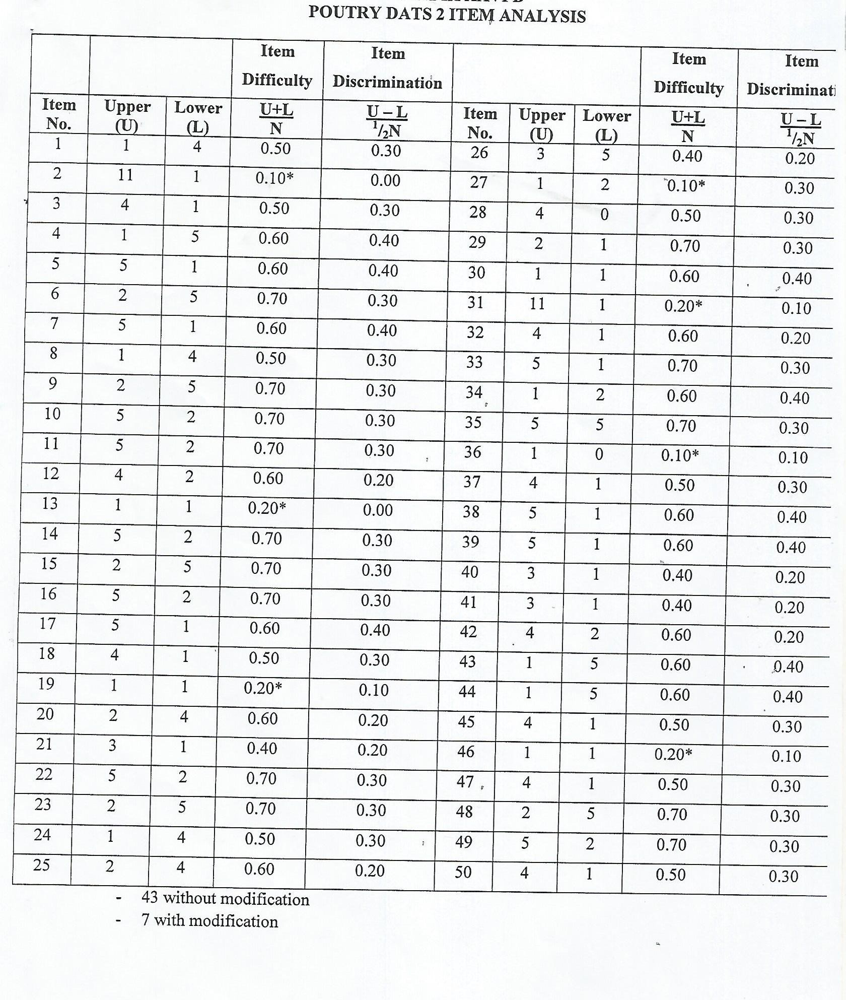 POUTRY DATS 2 ITEM ANALYSIS
Item Difficulty Item Discrimination Item Difficulty Item Discriminati
Item No. Upper (U) Lower (L) U+L/N U – L/½N Item No. Upper (U) Lower (L) U+L/N U – L/½N
1 1 4 0.50 0.30 26 3 5 0.40 0.20
2 11 1 0.10* 0.00 27 1 2 0.10* 0.30
3 4 1 0.50 0.30 28 4 0 0.50 0.30
4 1 5 0.60 0.40 29 2 1 0.70 0.30
5 5 1 0.60 0.40 30 1 1 0.60 0.40
6 2 5 0.70 0.30 31 11 1 0.20* 0.10
7 5 1 0.60 0.40 32 4 1 0.60 0.20
8 1 4 0.50 0.30 33 5 1 0.70 0.30
9 2 5 0.70 0.30 34 1 2 0.60 0.40
10 5 2 0.70 0.30 35 5 5 0.70 0.30
11 5 2 0.70 0.30 36 1 0 0.10* 0.10
12 4 2 0.60 0.20 37 4 1 0.50 0.30
13 1 1 0.20* 0.00 38 5 1 0.60 0.40
14 5 2 0.70 0.30 39 5 1 0.60 0.40
15 2 5 0.70 0.30 40 3 1 0.40 0.20
16 5 2 0.70 0.30 41 3 1 0.40 0.20
17 5 1 0.60 0.40 42 4 2 0.60 0.20
18 4 1 0.50 0.30 43 1 5 0.60 0.40
19 1 1 0.20* 0.10 44 1 5 0.60 0.40
20 2 4 0.60 0.20 45 4 1 0.50 0.30
21 3 1 0.40 0.20 46 1 1 0.20* 0.10
22 5 2 0.70 0.30 47 4 1 0.50 0.30
23 2 5 0.70 0.30 48 2 5 0.70 0.30
24 1 4 0.50 0.30 49 5 2 0.70 0.30
25 2 4 0.60 0.20 50 4 1 0.50 0.30
- 43 without modification
- 7 with modification